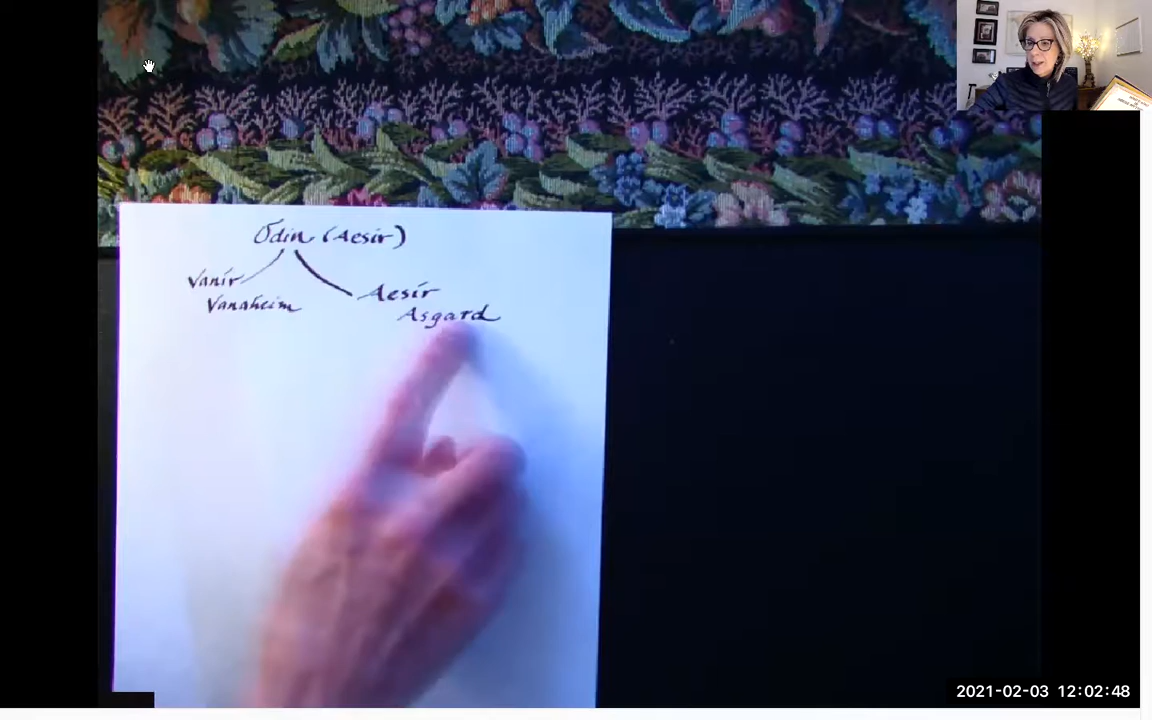 Odin (Aesir)
Vanir
Vanaheim
Aesir
Asgard
2021-02-03 12:02:48